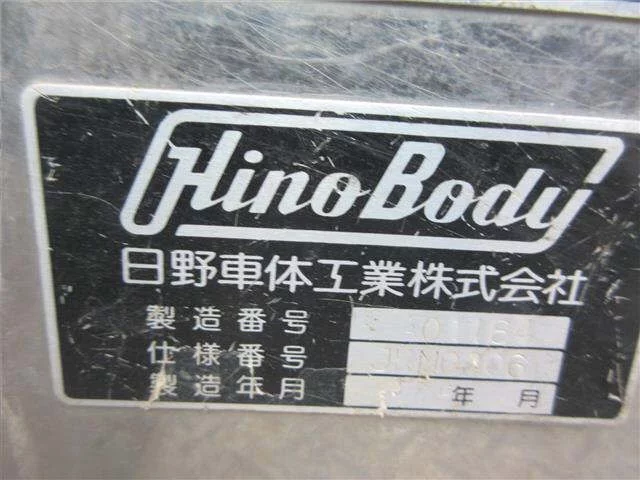 Hino Body
日野車体工業株式会社
製造番号
仕様番号
製造年月 年 月